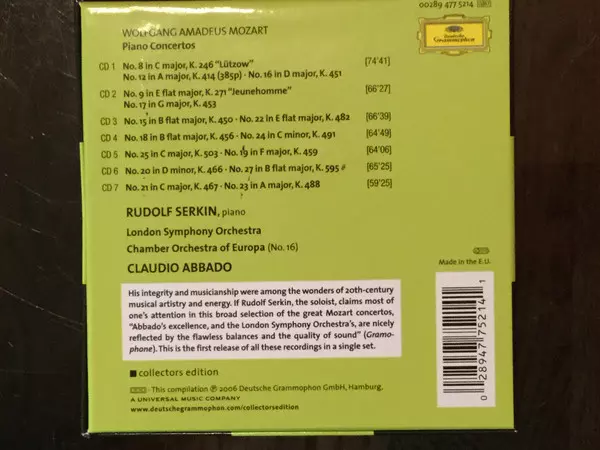 00289 477 5214
WOLFGANG AMADEUS MOZART
Piano Concertos
Deutsche
Grammophon
CD 1 No. 8 in C major, K. 246 "Lützow" [74'41]
No. 12 in A major, K. 414 (385p) · No. 16 in D major, K. 451
CD 2 No. 9 in E flat major, K. 271 "Jeunehomme" [66'27]
No. 17 in G major, K. 453
CD 3 No. 15 in B flat major, K. 450 · No. 22 in E flat major, K. 482 [66'39]
CD 4 No. 18 in B flat major, K. 456 · No. 24 in C minor, K. 491 [64'49]
CD 5 No. 25 in C major, K. 503 · No. 19 in F major, K. 459 [64'06]
CD 6 No. 20 in D minor, K. 466 · No. 27 in B flat major, K. 595 [65'25]
CD 7 No. 21 in C major, K. 467 · No. 23 in A major, K. 488 [59'25]
RUDOLF SERKIN, piano
London Symphony Orchestra
Chamber Orchestra of Europa (No. 16)
CLAUDIO ABBADO
Made in the E.U.
His integrity and musicianship were among the wonders of 20th-century
musical artistry and energy. If Rudolf Serkin, the soloist, claims most of
one's attention in this broad selection of the great Mozart concertos,
"Abbado's excellence, and the London Symphony Orchestra's, are nicely
reflected by the flawless balances and the quality of sound" (Gramo-
phone). This is the first release of all these recordings in a single set.
collectors edition
This compilation ℗ 2006 Deutsche Grammophon GmbH, Hamburg.
A UNIVERSAL MUSIC COMPANY
www.deutschegrammophon.com/collectorsedition
0 28947 75214 1